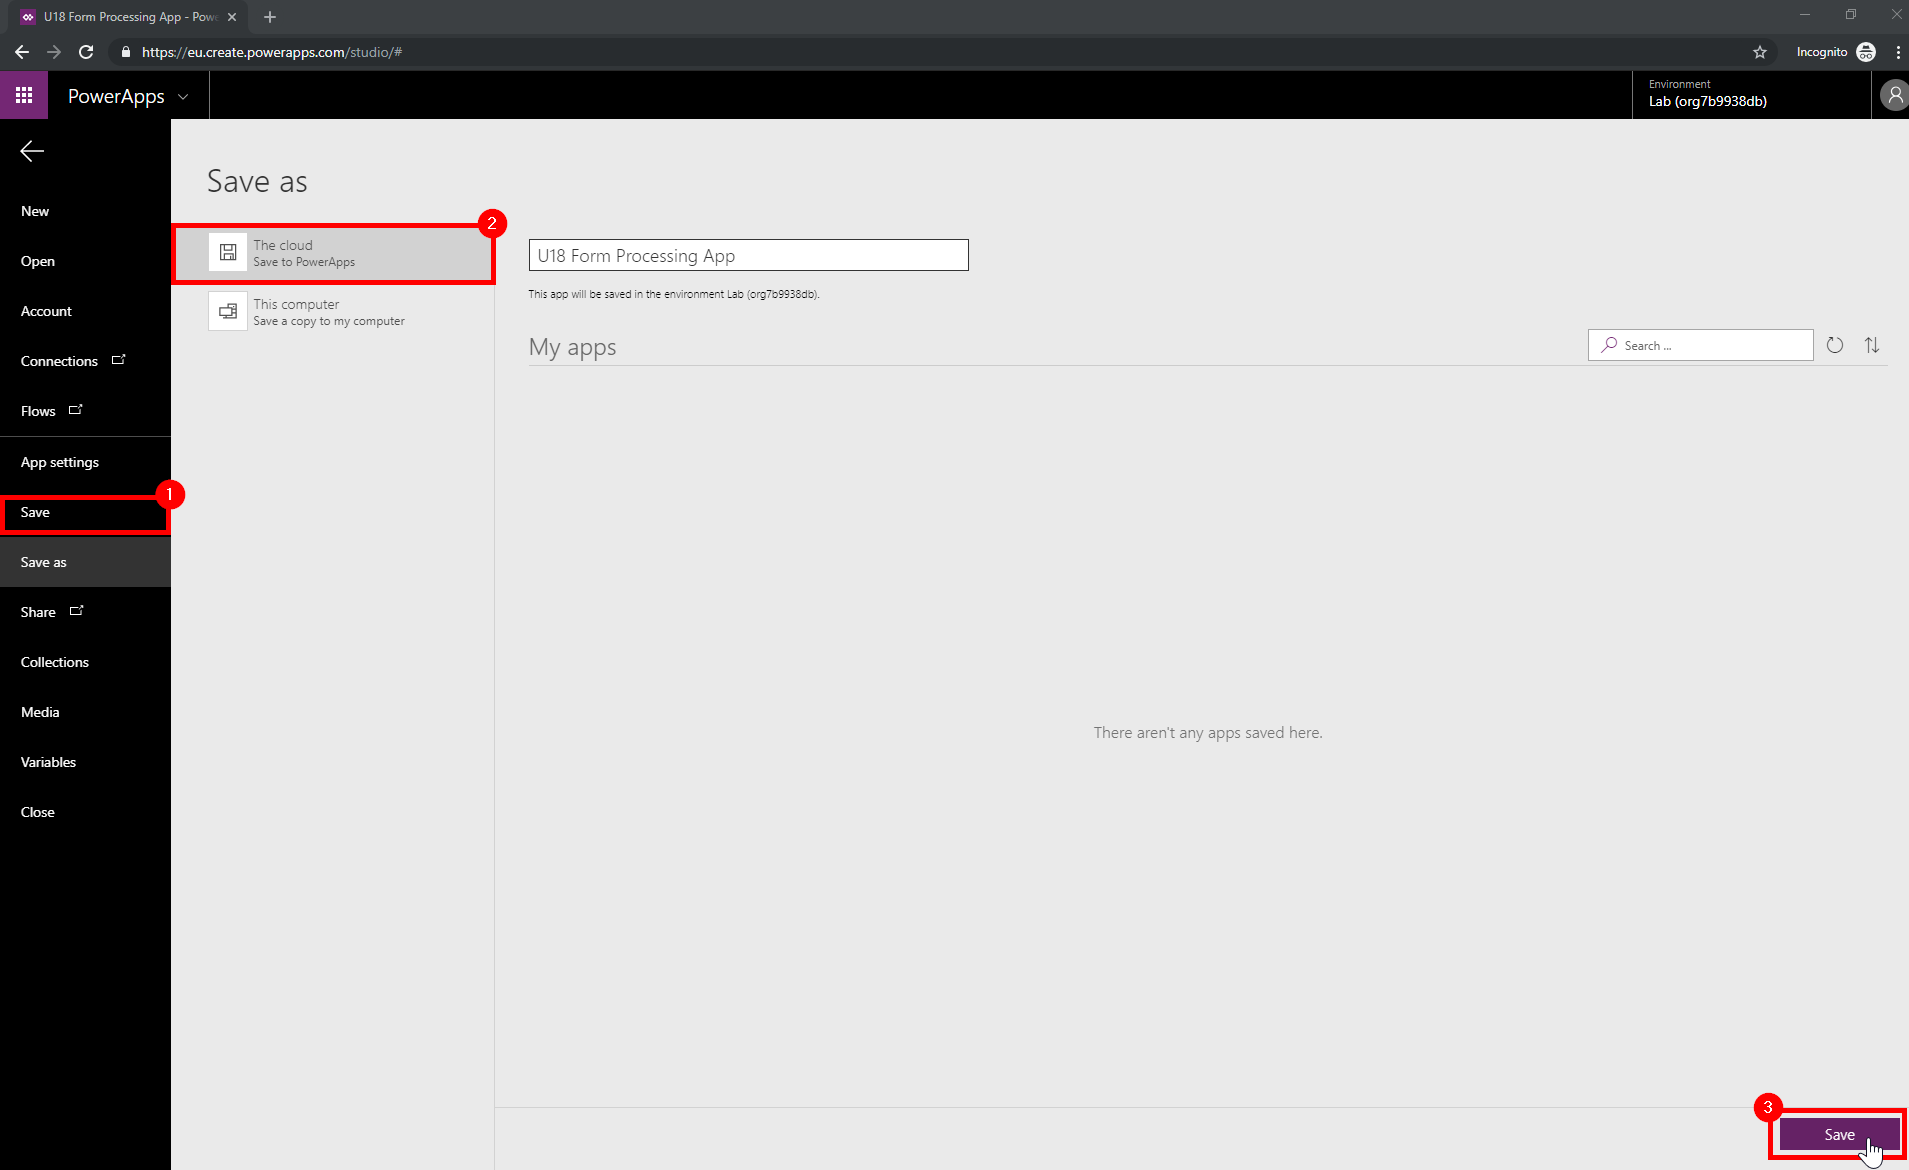 U18 Form Processing App - Pow
https://eu.create.powerapps.com/studio/#
Incognito
PowerApps
Environment
Lab (org7b9938db)
New
Open
Account
Connections
Flows
App settings
1
Save
Save as
Share
Collections
Media
Variables
Close
Save as
2
The cloud
Save to PowerApps
This computer
Save a copy to my computer
U18 Form Processing App
This app will be saved in the environment Lab (org7b9938db).
My apps
Search ...
There aren't any apps saved here.
3
Save